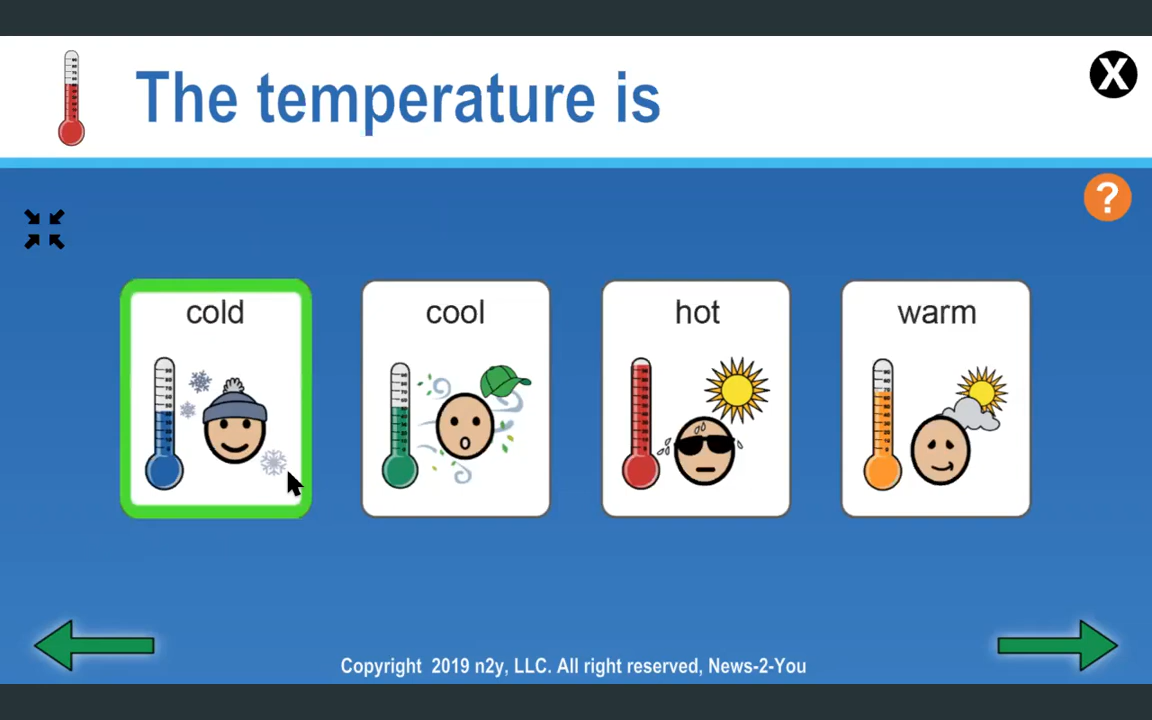 The temperature is
X
?
cold
cool
hot
warm
Copyright 2019 n2y, LLC. All right reserved, News-2-You